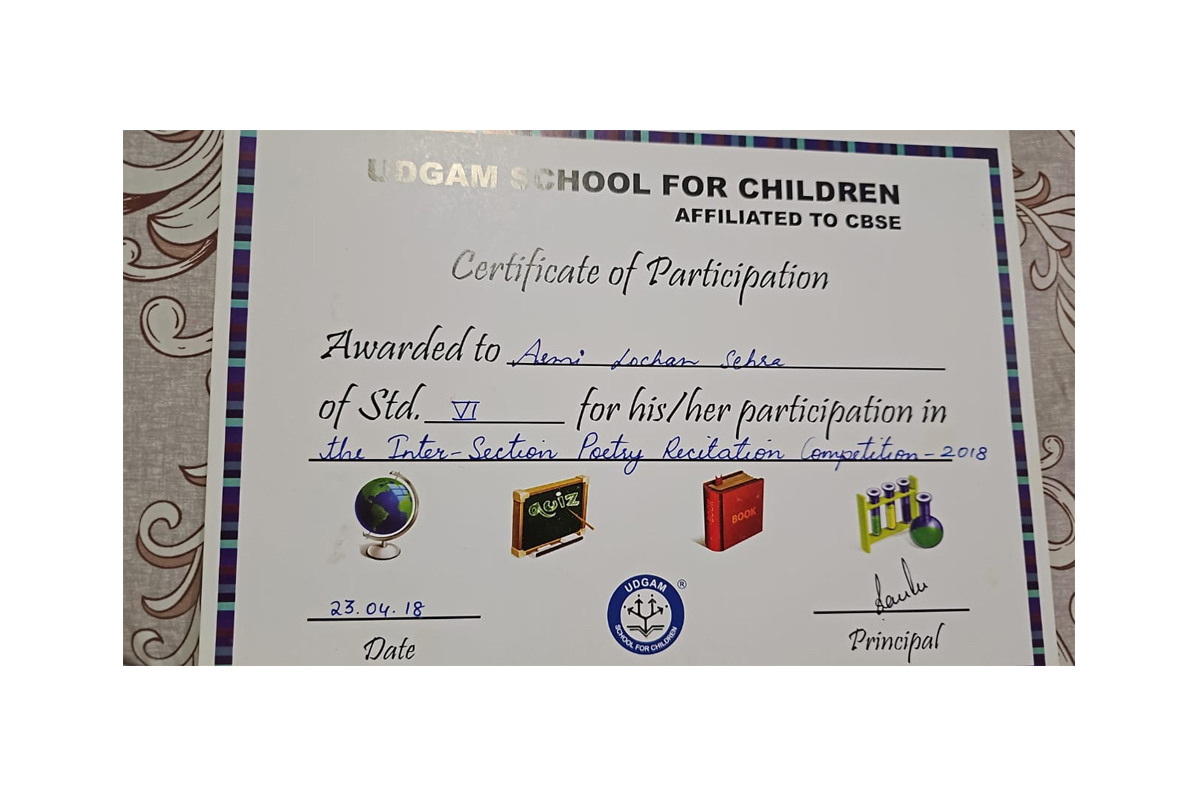 UDGAM SCHOOL FOR CHILDREN
AFFILIATED TO CBSE
Certificate of Participation
Awarded to Lochan Sehra
of Std. VI for his/her participation in
the Inter-Section Poetry Recitation Competition - 2018
quiz
BOOK
23.04.18
Date
UDGAM ®
SCHOOL FOR CHILDREN
Principal